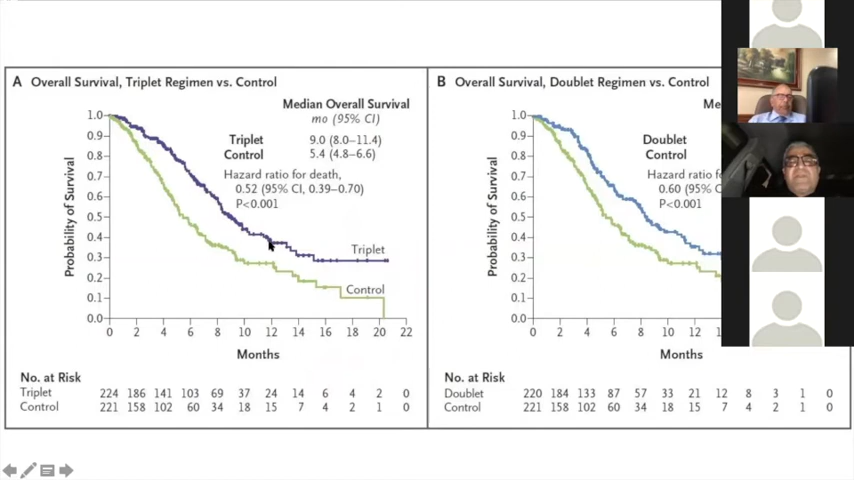 A Overall Survival, Triplet Regimen vs. Control
Median Overall Survival
mo (95% CI)
Triplet 9.0 (8.0–11.4)
Control 5.4 (4.8–6.6)
Hazard ratio for death,
0.52 (95% CI, 0.39–0.70)
P<0.001
Probability of Survival
1.0
0.9
0.8
0.7
0.6
0.5
0.4
0.3
0.2
0.1
0.0
Triplet
Control
0 2 4 6 8 10 12 14 16 18 20 22
Months
No. at Risk
Triplet 224 186 141 103 69 37 24 14 6 4 2 0
Control 221 158 102 60 34 18 15 7 4 2 1 0
B Overall Survival, Doublet Regimen vs. Control
Me
Doublet
Control
Hazard ratio f
0.60 (95% C
P<0.001
Probability of Survival
1.0
0.9
0.8
0.7
0.6
0.5
0.4
0.3
0.2
0.1
0.0
0 2 4 6 8 10 12
Months
No. at Risk
Doublet 220 184 133 87 57 33 21 12 8 3 1 0
Control 221 158 102 60 34 18 15 7 4 2 1 0